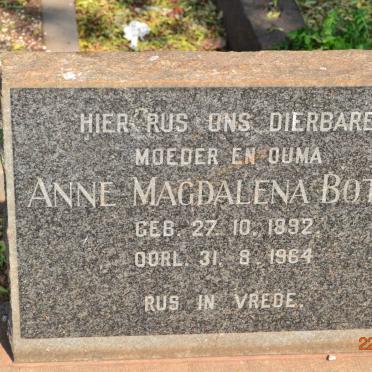 HIER RUS ONS DIERBARE
MOEDER EN OUMA
ANNE MAGDALENA BOT
GEB. 27. 10. 1892.
OORL. 31. 8. 1964
RUS IN VREDE.
22